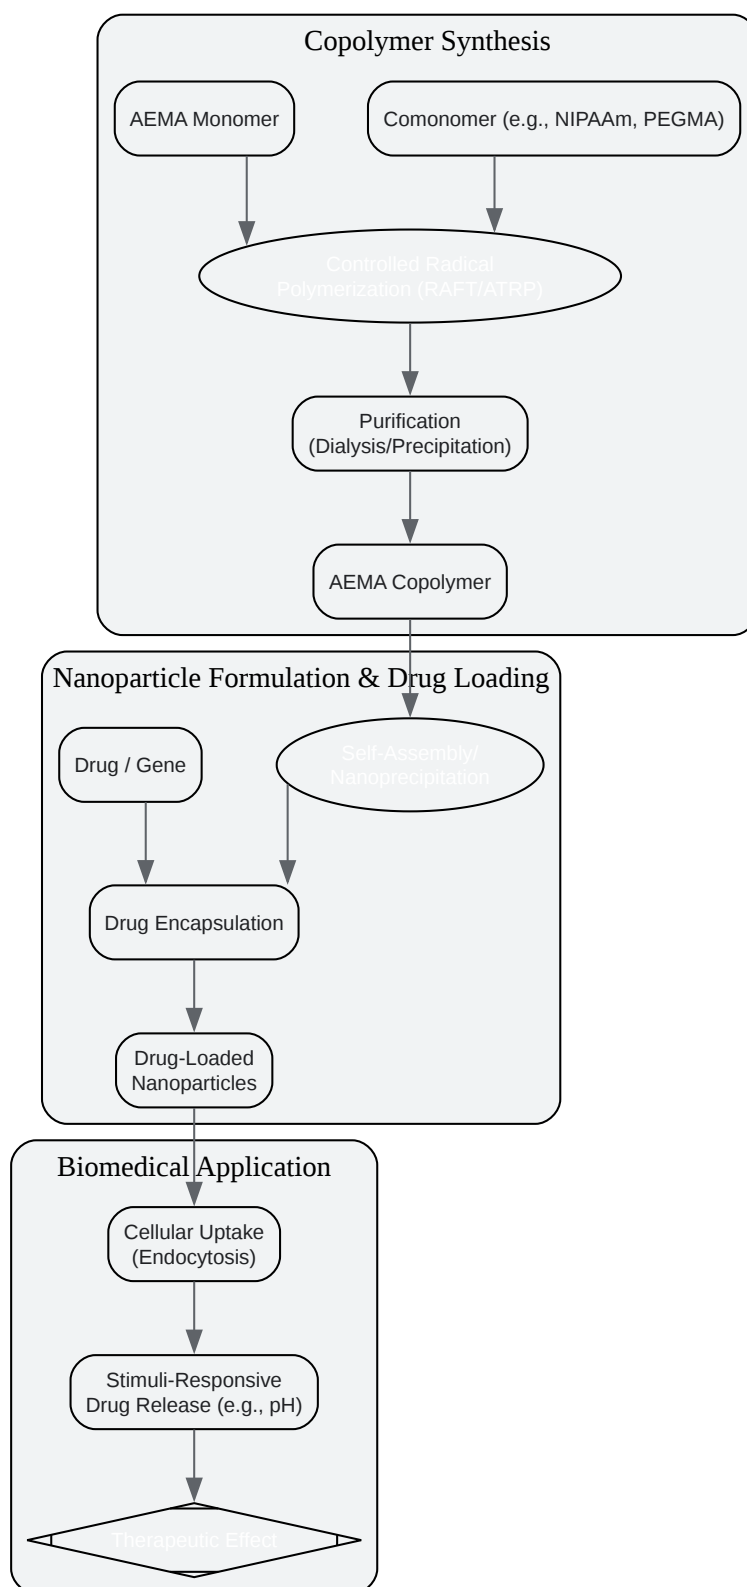 Copolymer Synthesis
AEMA Monomer
Comonomer (e.g., NIPAAm, PEGMA)
Controlled Radical
Polymerization (RAFT/ATRP)
Purification
(Dialysis/Precipitation)
AEMA Copolymer
Nanoparticle Formulation & Drug Loading
Drug / Gene
Self-Assembly/
Nanoprecipitation
Drug Encapsulation
Drug-Loaded
Nanoparticles
Biomedical Application
Cellular Uptake
(Endocytosis)
Stimuli-Responsive
Drug Release (e.g., pH)
Therapeutic Effect